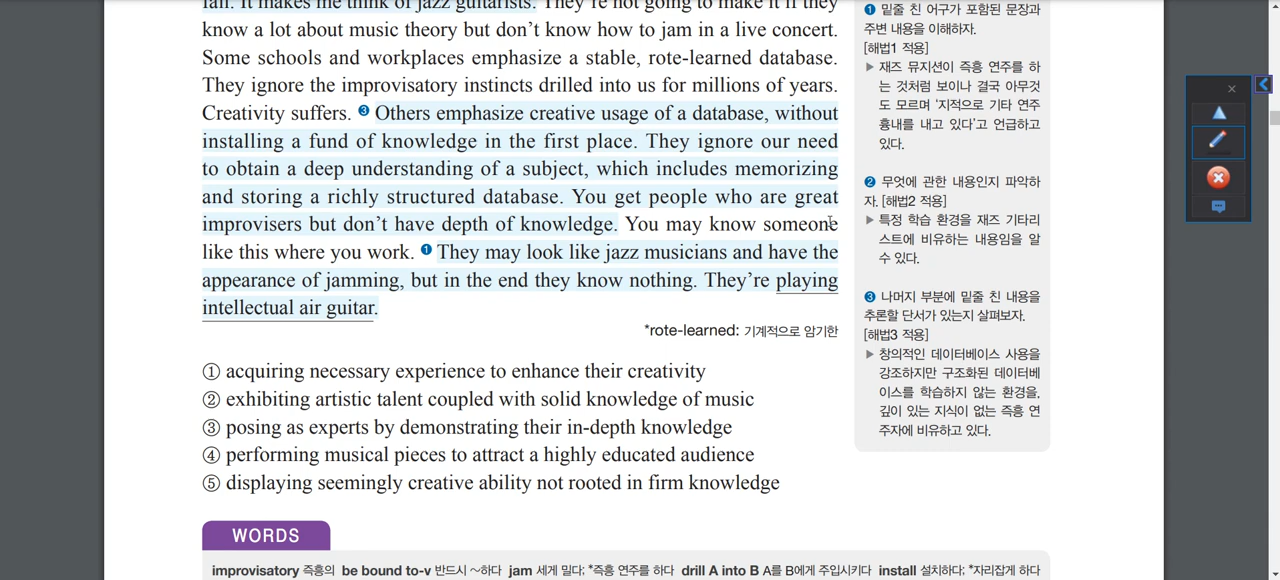 fail. It makes me think of jazz guitarists. They're not going to make it if they
know a lot about music theory but don't know how to jam in a live concert.
Some schools and workplaces emphasize a stable, rote-learned database.
They ignore the improvisatory instincts drilled into us for millions of years.
Creativity suffers. ❸ Others emphasize creative usage of a database, without
installing a fund of knowledge in the first place. They ignore our need
to obtain a deep understanding of a subject, which includes memorizing
and storing a richly structured database. You get people who are great
improvisers but don't have depth of knowledge. You may know someone
like this where you work. ❶ They may look like jazz musicians and have the
appearance of jamming, but in the end they know nothing. They're playing
intellectual air guitar.
*rote-learned: 기계적으로 암기한
① acquiring necessary experience to enhance their creativity
② exhibiting artistic talent coupled with solid knowledge of music
③ posing as experts by demonstrating their in-depth knowledge
④ performing musical pieces to attract a highly educated audience
⑤ displaying seemingly creative ability not rooted in firm knowledge
WORDS
improvisatory 즉흥의 be bound to-v 반드시 ~하다 jam 세게 밀다; *즉흥 연주를 하다 drill A into B A를 B에게 주입시키다 install 설치하다; *자리잡게 하다
❶ 밑줄 친 어구가 포함된 문장과
주변 내용을 이해하자.
[해법1 적용]
▶ 재즈 뮤지션이 즉흥 연주를 하
는 것처럼 보이나 결국 아무것
도 모르며 '지적으로 기타 연주
흉내를 내고 있다'고 언급하고
있다.
❷ 무엇에 관한 내용인지 파악하
자. [해법2 적용]
▶ 특정 학습 환경을 재즈 기타리
스트에 비유하는 내용임을 알
수 있다.
❸ 나머지 부분에 밑줄 친 내용을
추론할 단서가 있는지 살펴보자.
[해법3 적용]
▶ 창의적인 데이터베이스 사용을
강조하지만 구조화된 데이터베
이스를 학습하지 않는 환경을,
깊이 있는 지식이 없는 즉흥 연
주자에 비유하고 있다.